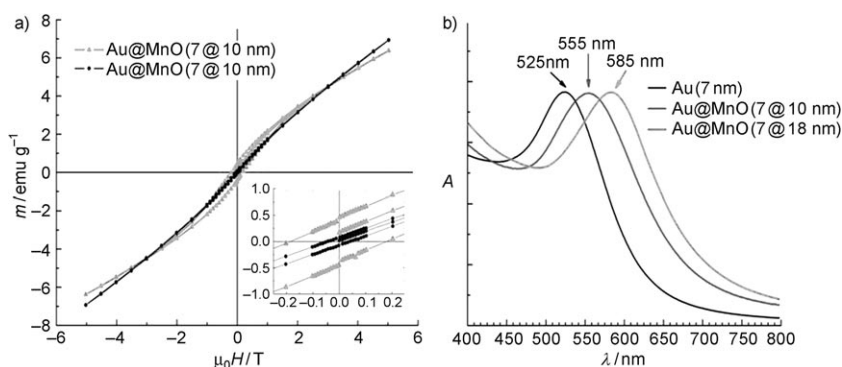 a)
Au@MnO(7@10 nm)
Au@MnO(7@10 nm)
m/emu g⁻¹
8
6
4
2
0
−2
−4
−6
−8
−6 −4 −2 0 2 4 6
μ₀H/T
1.0
0.5
0.0
−0.5
−1.0
−0.2 −0.1 0.0 0.1 0.2
b)
525nm 555 nm 585 nm
Au(7 nm)
Au@MnO(7@10 nm)
Au@MnO(7@18 nm)
A
400 450 500 550 600 650 700 750 800
λ/nm